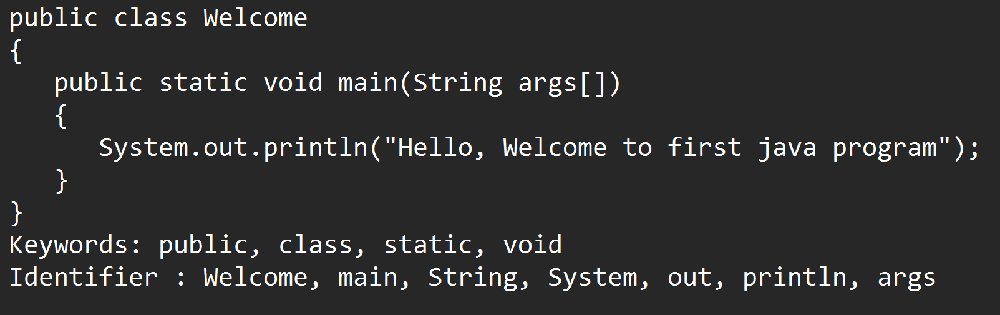 public class Welcome
{
   public static void main(String args[])
   {
      System.out.println("Hello, Welcome to first java program");
   }
}
Keywords: public, class, static, void
Identifier : Welcome, main, String, System, out, println, args